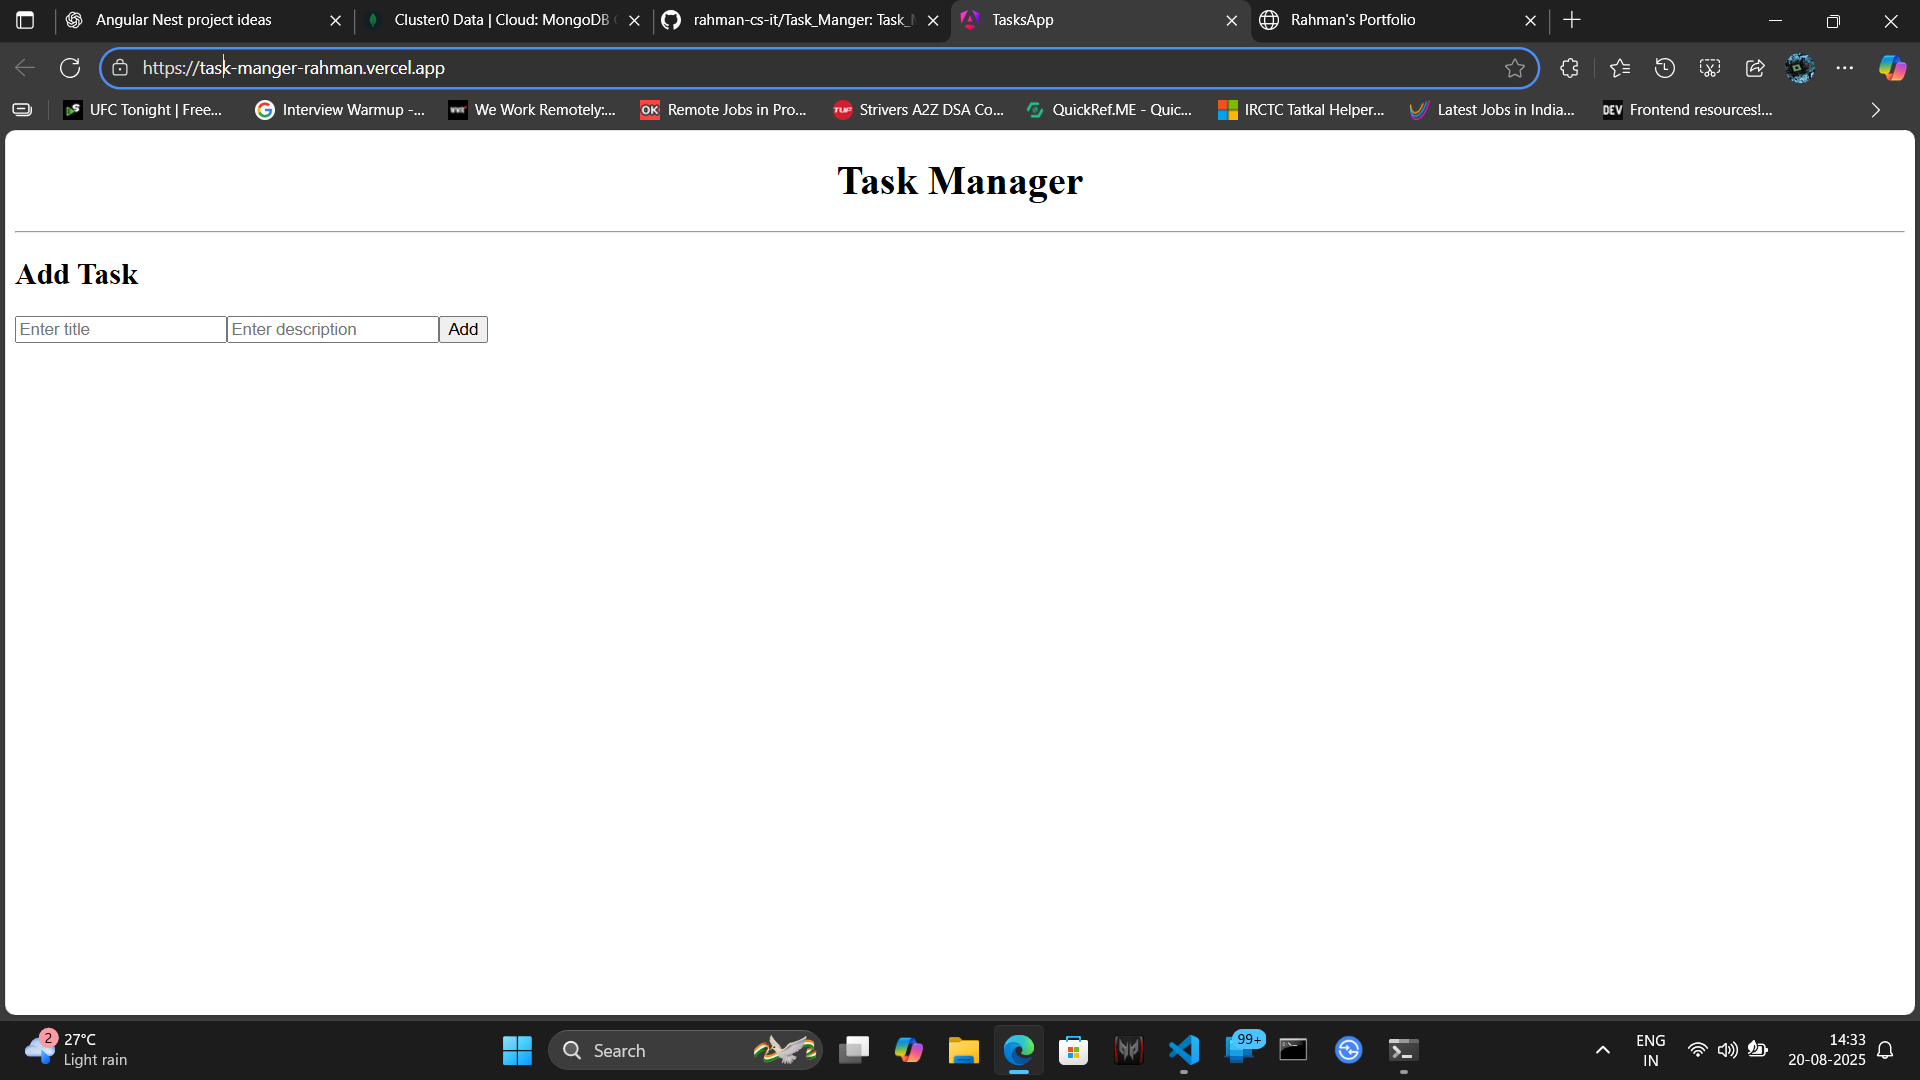 Angular Nest project ideas
Cluster0 Data | Cloud: MongoDB
rahman-cs-it/Task_Manger: Task_
TasksApp
Rahman's Portfolio
https://task-manger-rahman.vercel.app
UFC Tonight | Free...
Interview Warmup -...
We Work Remotely:...
OK
Remote Jobs in Pro...
TUF
Strivers A2Z DSA Co...
QuickRef.ME - Quic...
IRCTC Tatkal Helper...
Latest Jobs in India...
DEV
Frontend resources!...
Task Manager
Add Task
Enter title
Enter description
Add
2
27°C
Light rain
Search
99+
ENG
IN
14:33
20-08-2025